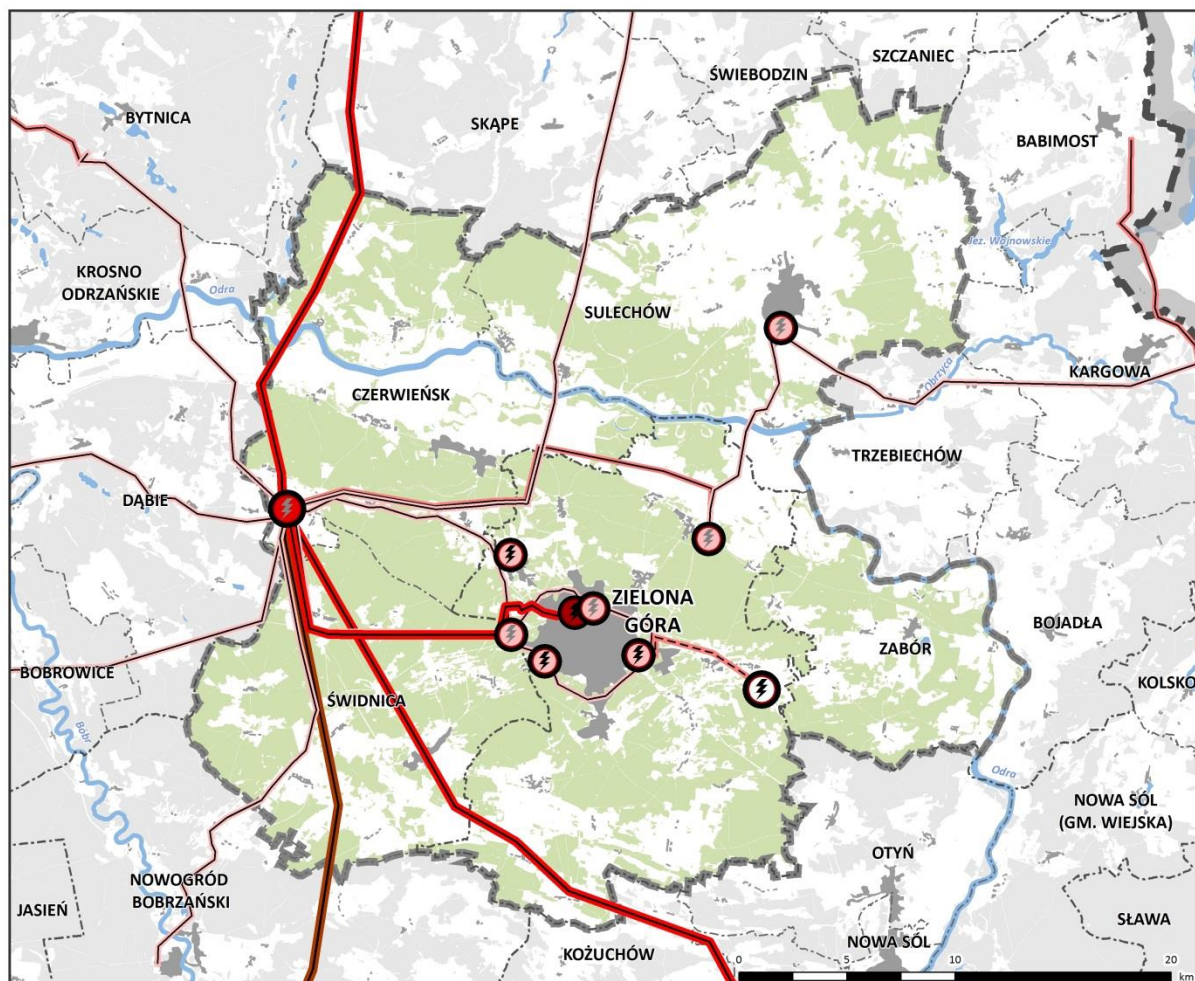 SZCZANIEC
ŚWIEBODZIN
BYTNICA
SKĄPE
BABIMOST
Jez. Wojnowskie
KROSNO
ODRZAŃSKIE
Odra
SULECHÓW
Obrzyca
KARGOWA
CZERWIEŃSK
TRZEBIECHÓW
DĄBIE
ZIELONA
GÓRA
BOJADŁA
ZABÓR
BOBROWICE
KOLSKO
ŚWIDNICA
Bóbr
Odra
NOWA SÓL
(GM. WIEJSKA)
OTYŃ
NOWOGRÓD
BOBRZAŃSKI
JASIEŃ
SŁAWA
KOŻUCHÓW
NOWA SÓL
0 5 10 20
km